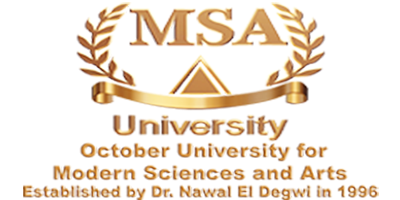 MSA
University
October University for
Modern Sciences and Arts
Established by Dr. Nawal El Degwi in 1996